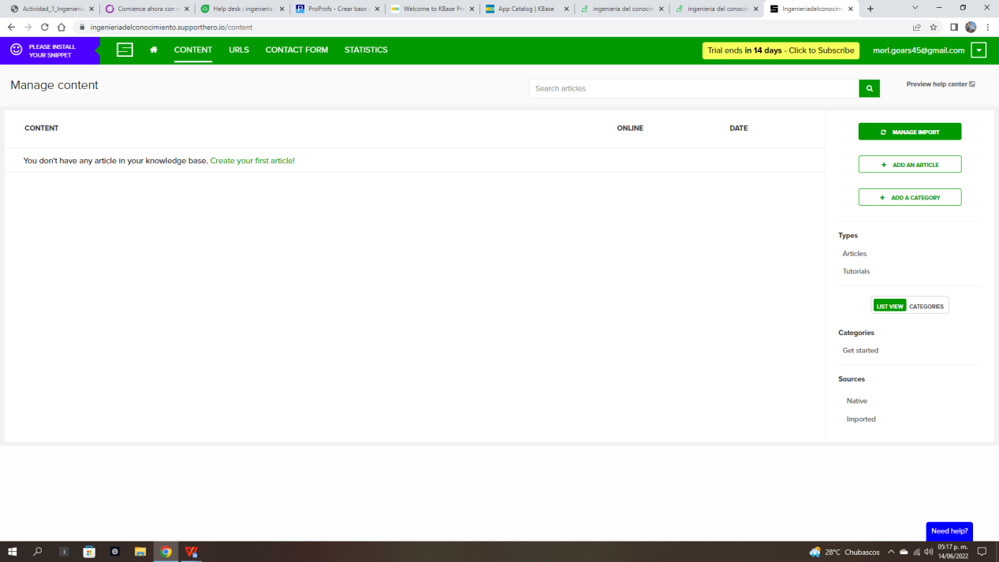 Actividad_1_Ingenieria
Comience ahora con s
Help desk : ingenieria
ProProfs - Crear base
Welcome to KBase Pro
App Catalog | KBase
ingenieria del conocim
ingenieria del conocim
Ingenieriadelconocimi
ingenieriadelconocimiento.supporthero.io/content
PLEASE INSTALL
YOUR SNIPPET
CONTENT URLS CONTACT FORM STATISTICS
Trial ends in 14 days - Click to Subscribe
merl.gears45@gmail.com
Manage content
Search articles
Preview help center
CONTENT ONLINE DATE
You don't have any article in your knowledge base. Create your first article!
MANAGE IMPORT
+ ADD AN ARTICLE
+ ADD A CATEGORY
Types
Articles
Tutorials
LIST VIEW CATEGORIES
Categories
Get started
Sources
Native
Imported
Need help?
28°C Chubascos
05:17 p. m.
14/06/2022